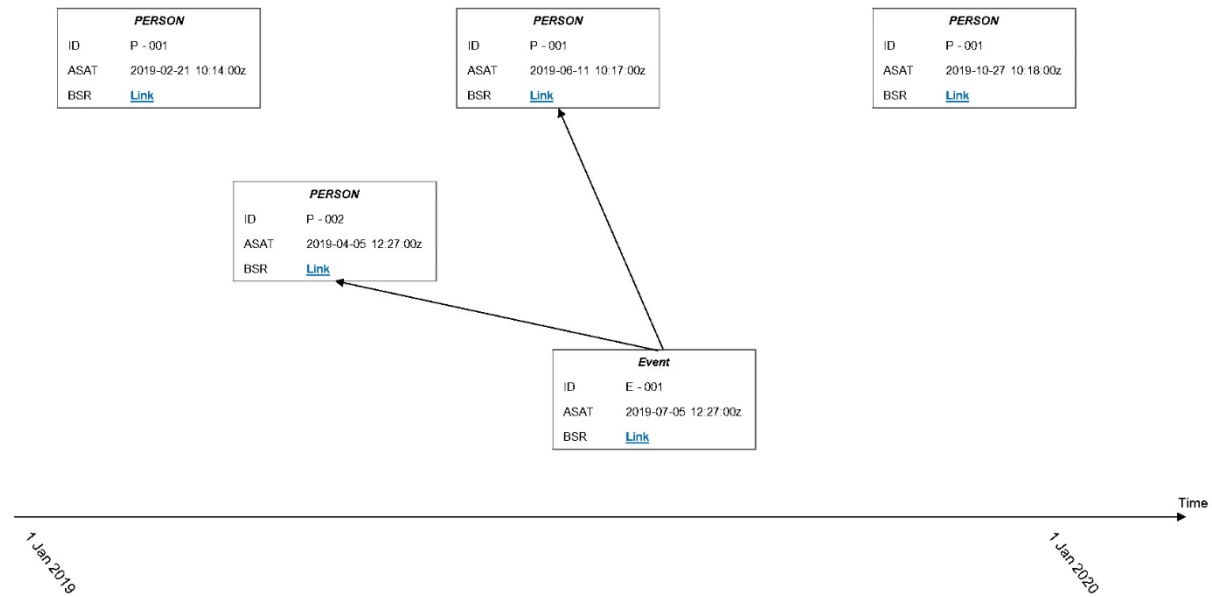 PERSON
ID P - 001
ASAT 2019-02-21 10:14:00z
BSR Link
PERSON
ID P - 001
ASAT 2019-06-11 10:17:00z
BSR Link
PERSON
ID P - 001
ASAT 2019-10-27 10:18:00z
BSR Link
PERSON
ID P - 002
ASAT 2019-04-05 12:27:00z
BSR Link
Event
ID E - 001
ASAT 2019-07-05 12:27:00z
BSR Link
Time
1 Jan 2019
1 Jan 2020